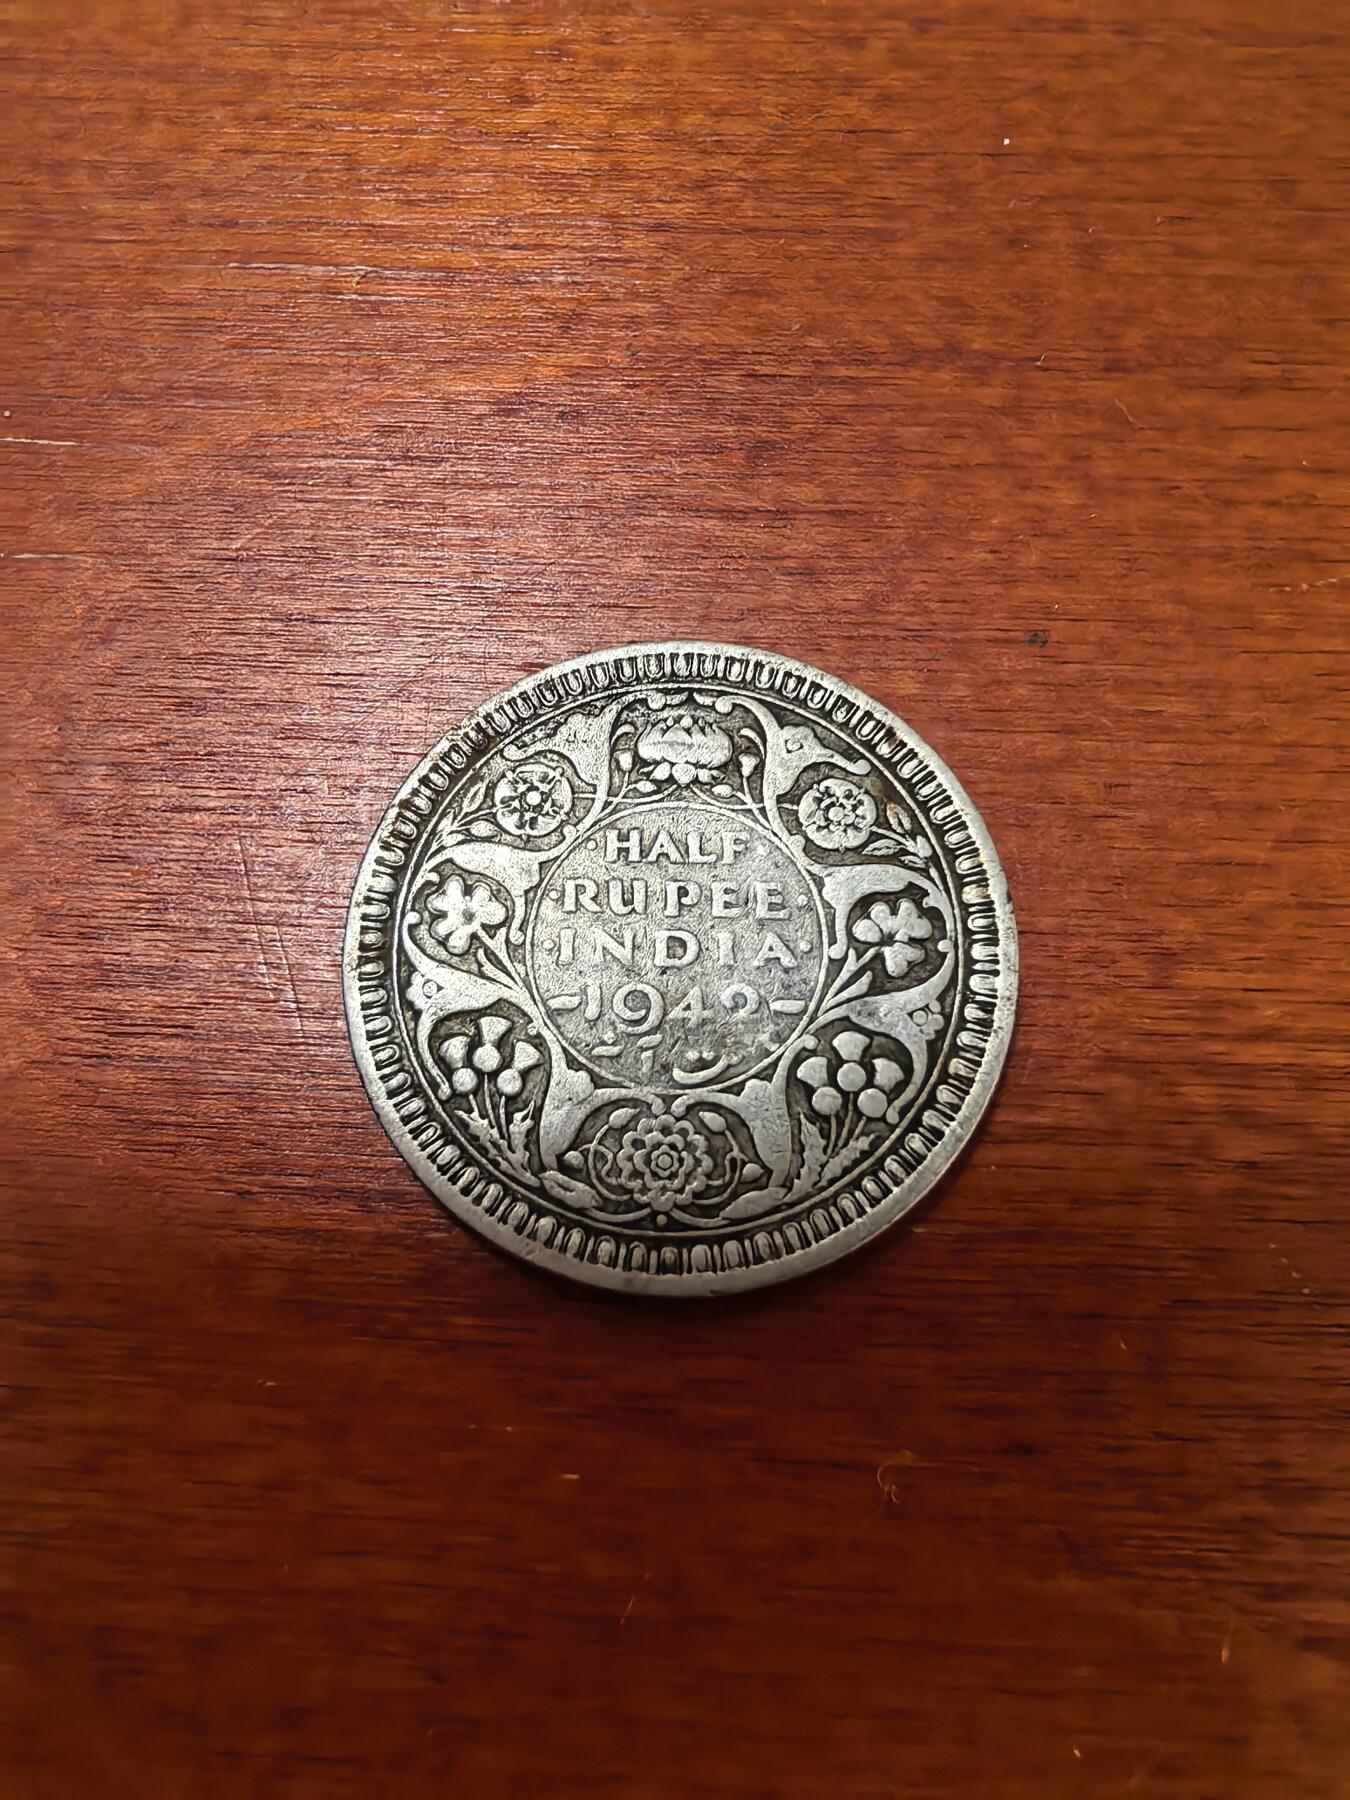 ·HALF·
·RUPEE·
·INDIA·
-1942-